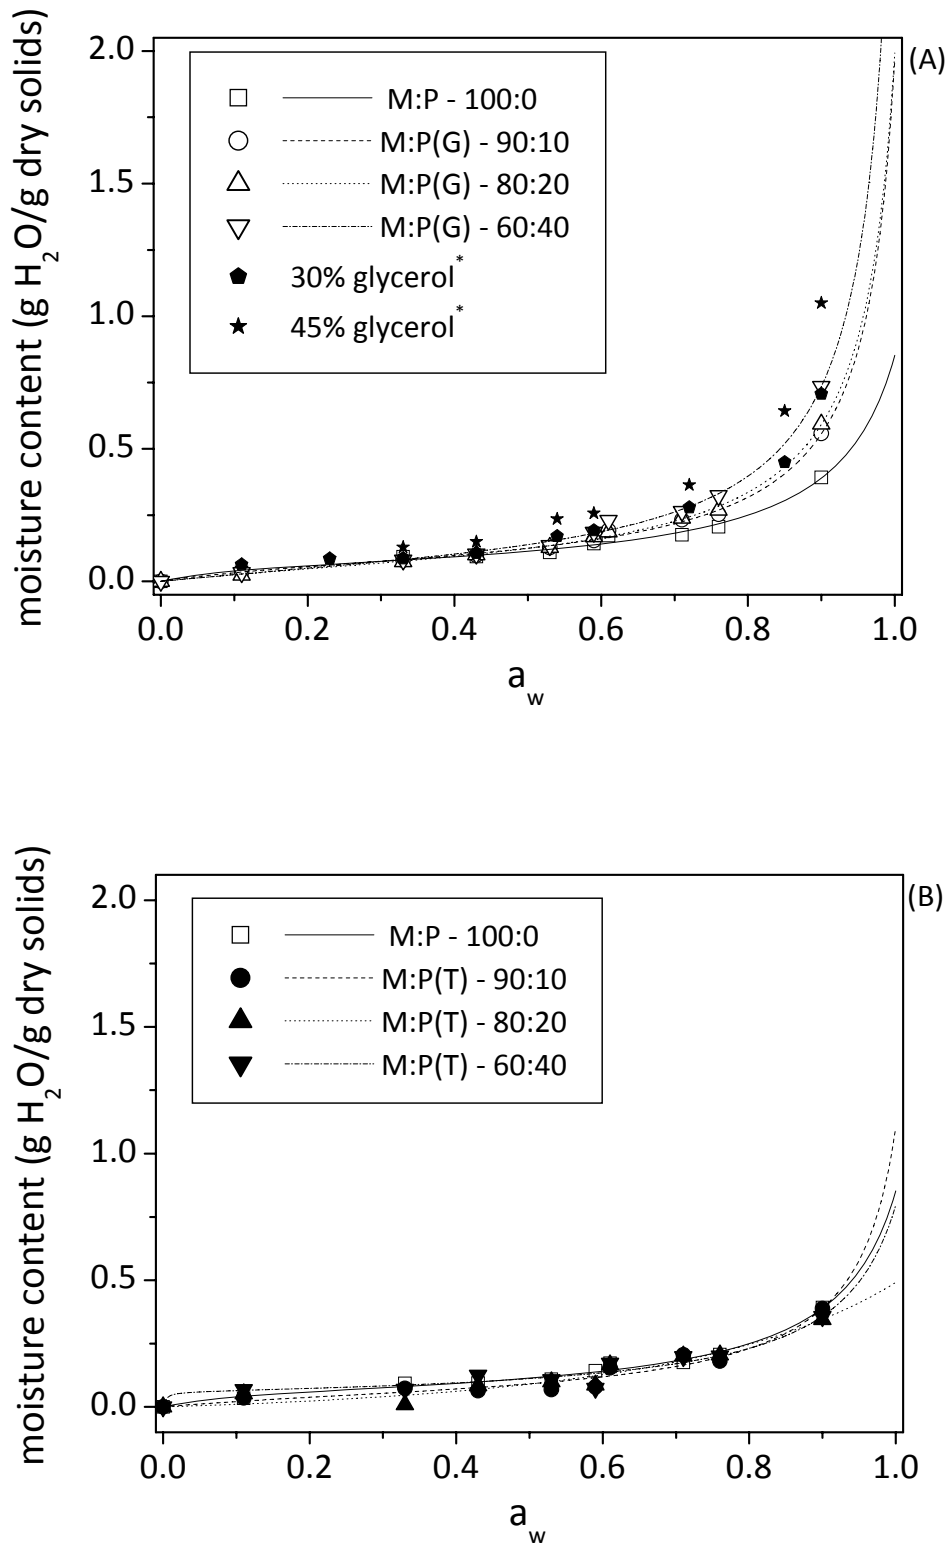 (A)
2.0
1.5
1.0
0.5
0.0
moisture content (g H₂O/g dry solids)
M:P - 100:0
M:P(G) - 90:10
M:P(G) - 80:20
M:P(G) - 60:40
30% glycerol*
45% glycerol*
0.0 0.2 0.4 0.6 0.8 1.0
a_w
(B)
2.0
1.5
1.0
0.5
0.0
moisture content (g H₂O/g dry solids)
M:P - 100:0
M:P(T) - 90:10
M:P(T) - 80:20
M:P(T) - 60:40
0.0 0.2 0.4 0.6 0.8 1.0
a_w